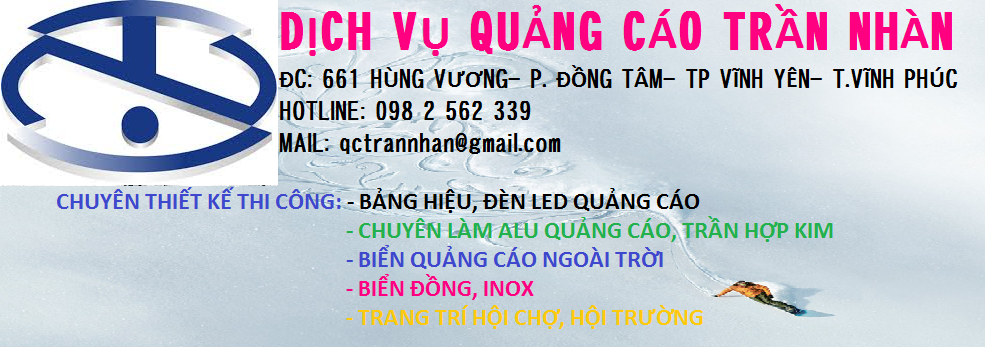 DỊCH VỤ QUẢNG CÁO TRẦN NHÀN
ĐC: 661 HÙNG VƯƠNG- P. ĐỒNG TÂM- TP VĨNH YÊN- T.VĨNH PHÚC
HOTLINE: 098 2 562 339
MAIL: qctrannhan@gmail.com
CHUYÊN THIẾT KẾ THI CÔNG: - BẢNG HIỆU, ĐÈN LED QUẢNG CÁO
- CHUYÊN LÀM ALU QUẢNG CÁO, TRẦN HỢP KIM
- BIỂN QUẢNG CÁO NGOÀI TRỜI
- BIỂN ĐỒNG, INOX
- TRANG TRÍ HỘI CHỢ, HỘI TRƯỜNG